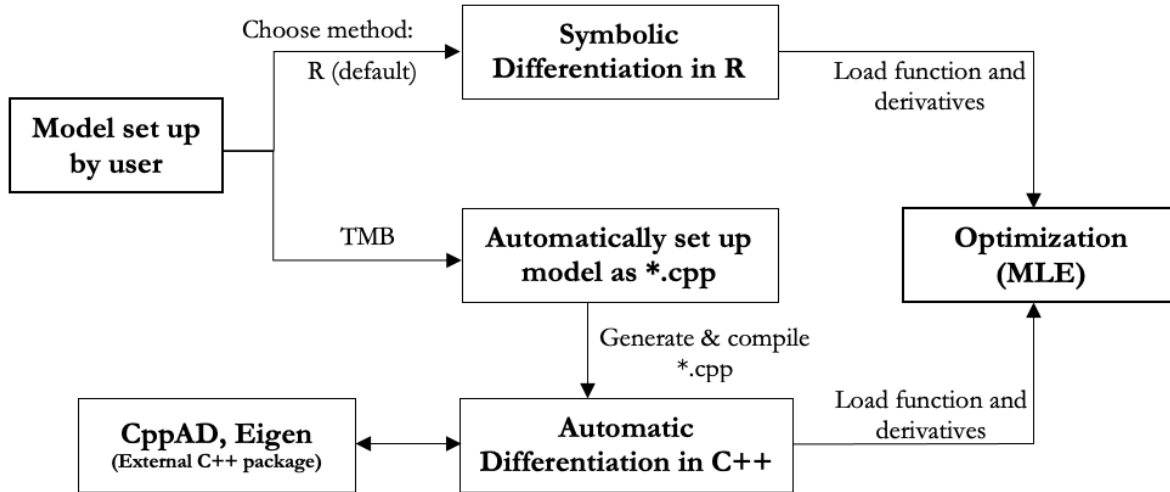 Choose method:
R (default)
Symbolic
Differentiation in R
Load function and
derivatives
Model set up
by user
TMB
Automatically set up
model as *.cpp
Optimization
(MLE)
Generate & compile
*.cpp
CppAD, Eigen
(External C++ package)
Automatic
Differentiation in C++
Load function and
derivatives